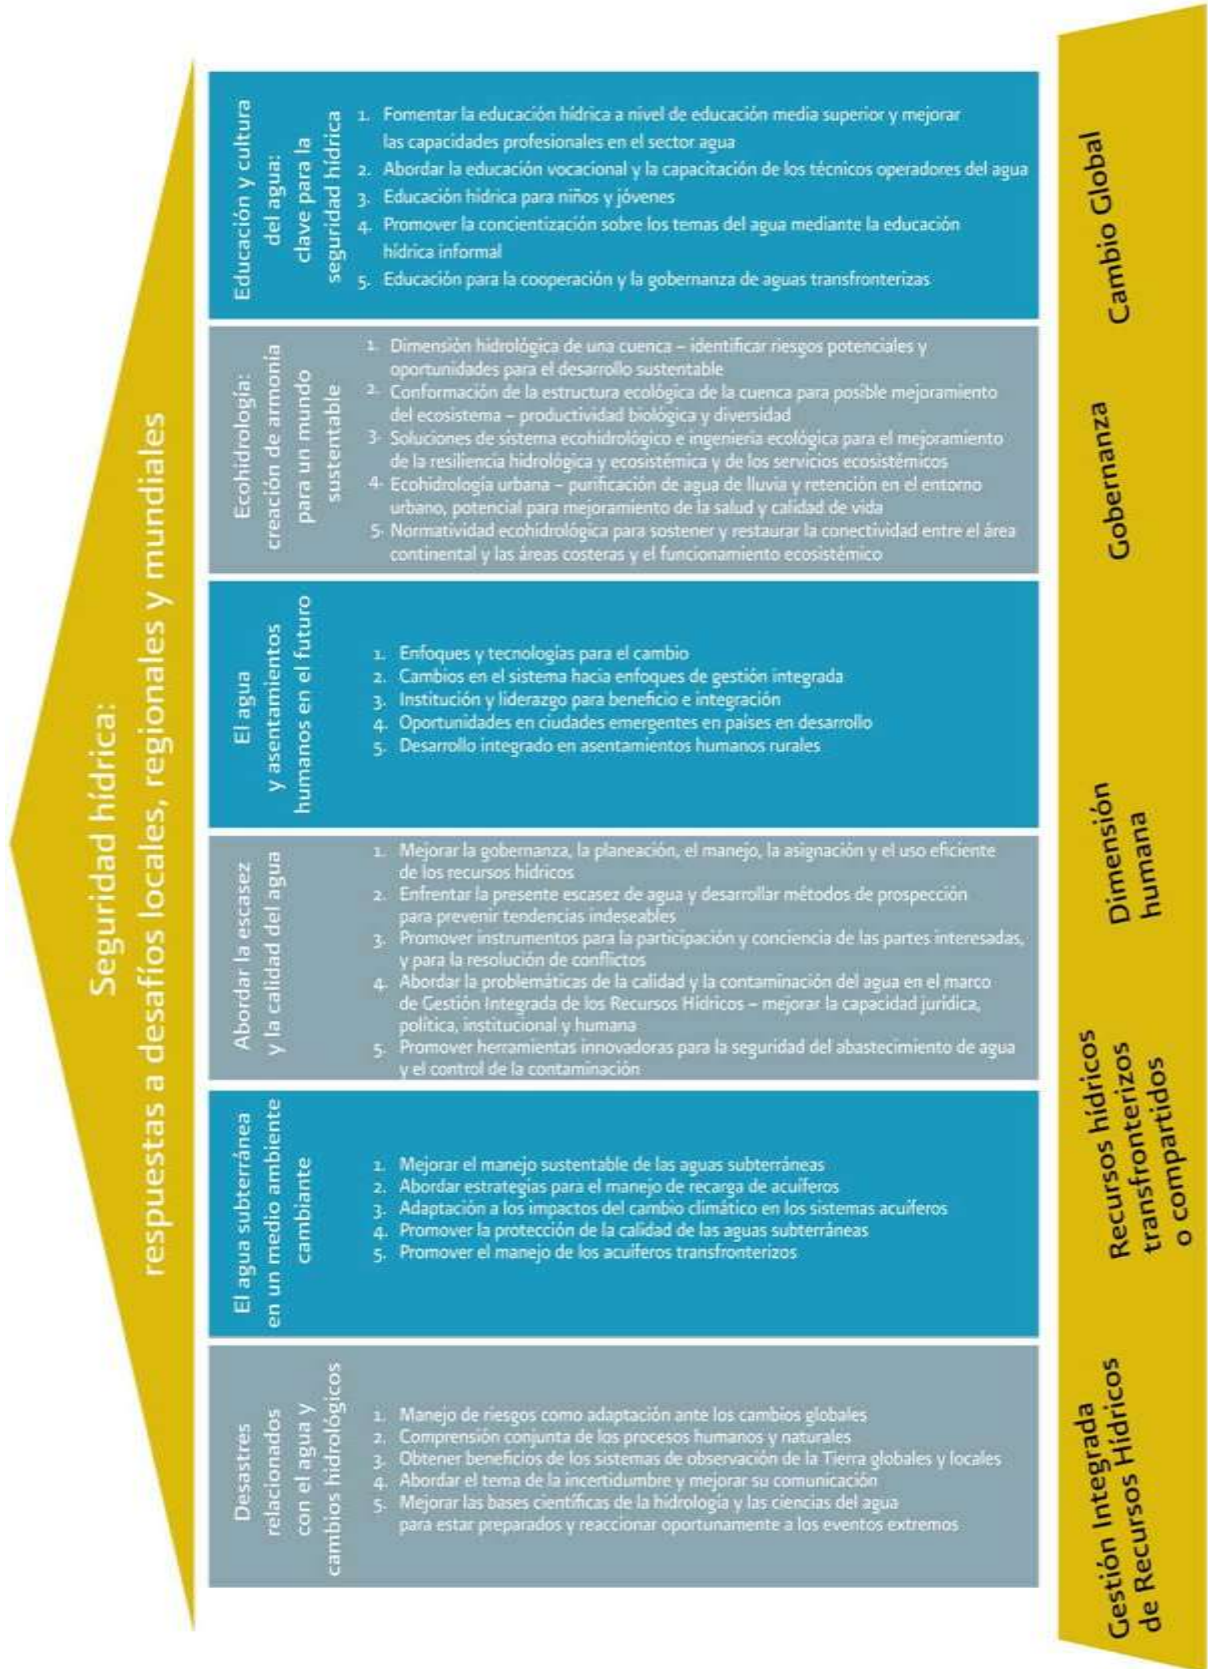 Seguridad hídrica:
respuestas a desafíos locales, regionales y mundiales
Desastres
relacionados
con el agua y
cambios hidrológicos
1. Manejo de riesgos como adaptación ante los cambios globales
2. Comprensión conjunta de los procesos humanos y naturales
3. Obtener beneficios de los sistemas de observación de la Tierra globales y locales
4. Abordar el tema de la incertidumbre y mejorar su comunicación
5. Mejorar las bases científicas de la hidrología y las ciencias del agua
para estar preparados y reaccionar oportunamente a los eventos extremos
El agua subterránea
en un medio ambiente
cambiante
1. Mejorar el manejo sustentable de las aguas subterráneas
2. Abordar estrategias para el manejo de recarga de acuíferos
3. Adaptación a los impactos del cambio climático en los sistemas acuíferos
4. Promover la protección de la calidad de las aguas subterráneas
5. Promover el manejo de los acuíferos transfronterizos
Abordar la escasez
y la calidad del agua
1. Mejorar la gobernanza, la planeación, el manejo, la asignación y el uso eficiente
de los recursos hídricos
2. Enfrentar la presente escasez de agua y desarrollar métodos de prospección
para prevenir tendencias indeseables
3. Promover instrumentos para la participación y conciencia de las partes interesadas,
y para la resolución de conflictos
4. Abordar la problemáticas de la calidad y la contaminación del agua en el marco
de Gestión Integrada de los Recursos Hídricos – mejorar la capacidad jurídica,
política, institucional y humana
5. Promover herramientas innovadoras para la seguridad del abastecimiento de agua
y el control de la contaminación
El agua
y asentamientos
humanos en el futuro
1. Enfoques y tecnologías para el cambio
2. Cambios en el sistema hacia enfoques de gestión integrada
3. Institución y liderazgo para beneficio e integración
4. Oportunidades en ciudades emergentes en países en desarrollo
5. Desarrollo integrado en asentamientos humanos rurales
Ecohidrología:
creación de armonía
para un mundo
sustentable
1. Dimensión hidrológica de una cuenca – identificar riesgos potenciales y
oportunidades para el desarrollo sustentable
2. Conformación de la estructura ecológica de la cuenca para posible mejoramiento
del ecosistema – productividad biológica y diversidad
3. Soluciones de sistema ecohidrológico e ingeniería ecológica para el mejoramiento
de la resiliencia hidrológica y ecosistémica y de los servicios ecosistémicos
4. Ecohidrología urbana – purificación de agua de lluvia y retención en el entorno
urbano, potencial para mejoramiento de la salud y calidad de vida
5. Normatividad ecohidrológica para sostener y restaurar la conectividad entre el área
continental y las áreas costeras y el funcionamiento ecosistémico
Educación y cultura
del agua:
clave para la
seguridad hídrica
1. Fomentar la educación hídrica a nivel de educación media superior y mejorar
las capacidades profesionales en el sector agua
2. Abordar la educación vocacional y la capacitación de los técnicos operadores del agua
3. Educación hídrica para niños y jóvenes
4. Promover la concientización sobre los temas del agua mediante la educación
hídrica informal
5. Educación para la cooperación y la gobernanza de aguas transfronterizas
Gestión Integrada
de Recursos Hídricos
Recursos hídricos
transfronterizos
o compartidos
Dimensión
humana
Gobernanza
Cambio Global